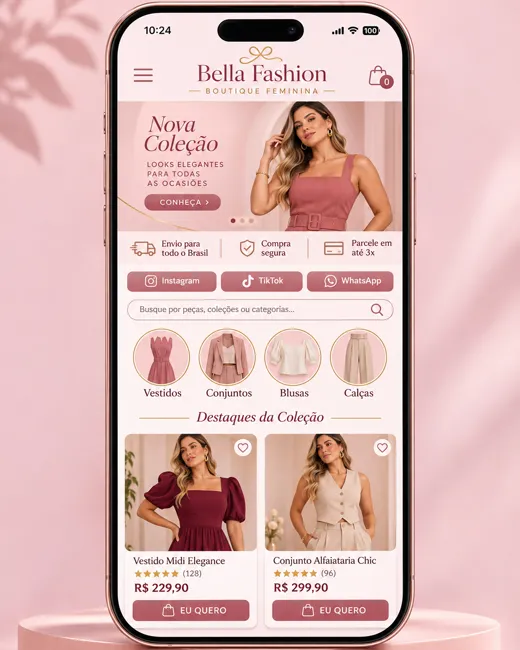 10:24
100
Bella Fashion
BOUTIQUE FEMININA
0
Nova
Coleção
LOOKS ELEGANTES
PARA TODAS
AS OCASIÕES
CONHEÇA >
Envio para
todo o Brasil
Compra
segura
Parcele em
até 3x
Instagram
TikTok
WhatsApp
Busque por peças, coleções ou categorias...
Vestidos
Conjuntos
Blusas
Calças
Destaques da Coleção
Vestido Midi Elegance
(128)
R$ 229,90
EU QUERO
Conjunto Alfaiataria Chic
(96)
R$ 299,90
EU QUERO